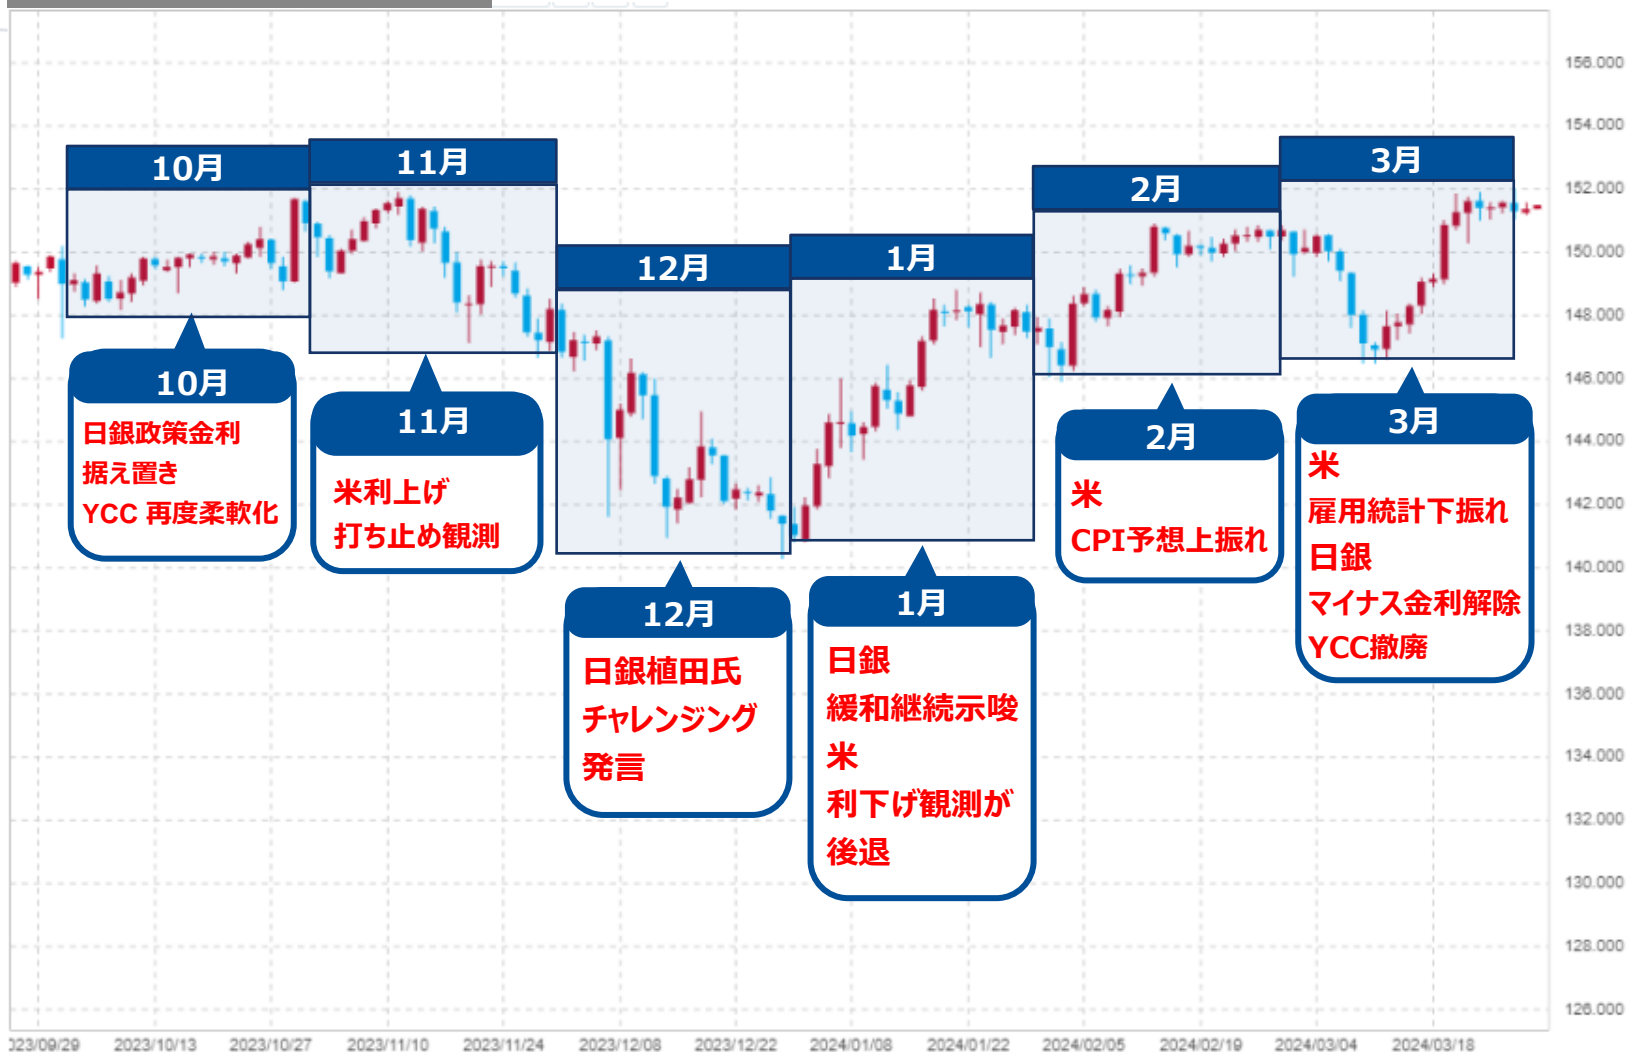 156.000
154.000
152.000
150.000
148.000
146.000
144.000
142.000
140.000
138.000
136.000
134.000
132.000
130.000
128.000
126.000
10月
11月
12月
1月
2月
3月
10月
日銀政策金利
据え置き
YCC 再度柔軟化
11月
米利上げ
打ち止め観測
12月
日銀植田氏
チャレンジング
発言
1月
日銀
緩和継続示唆
米
利下げ観測が
後退
2月
米
CPI予想上振れ
3月
米
雇用統計下振れ
日銀
マイナス金利解除
YCC撤廃
023/09/29 2023/10/13 2023/10/27 2023/11/10 2023/11/24 2023/12/08 2023/12/22 2024/01/08 2024/01/22 2024/02/05 2024/02/19 2024/03/04 2024/03/18